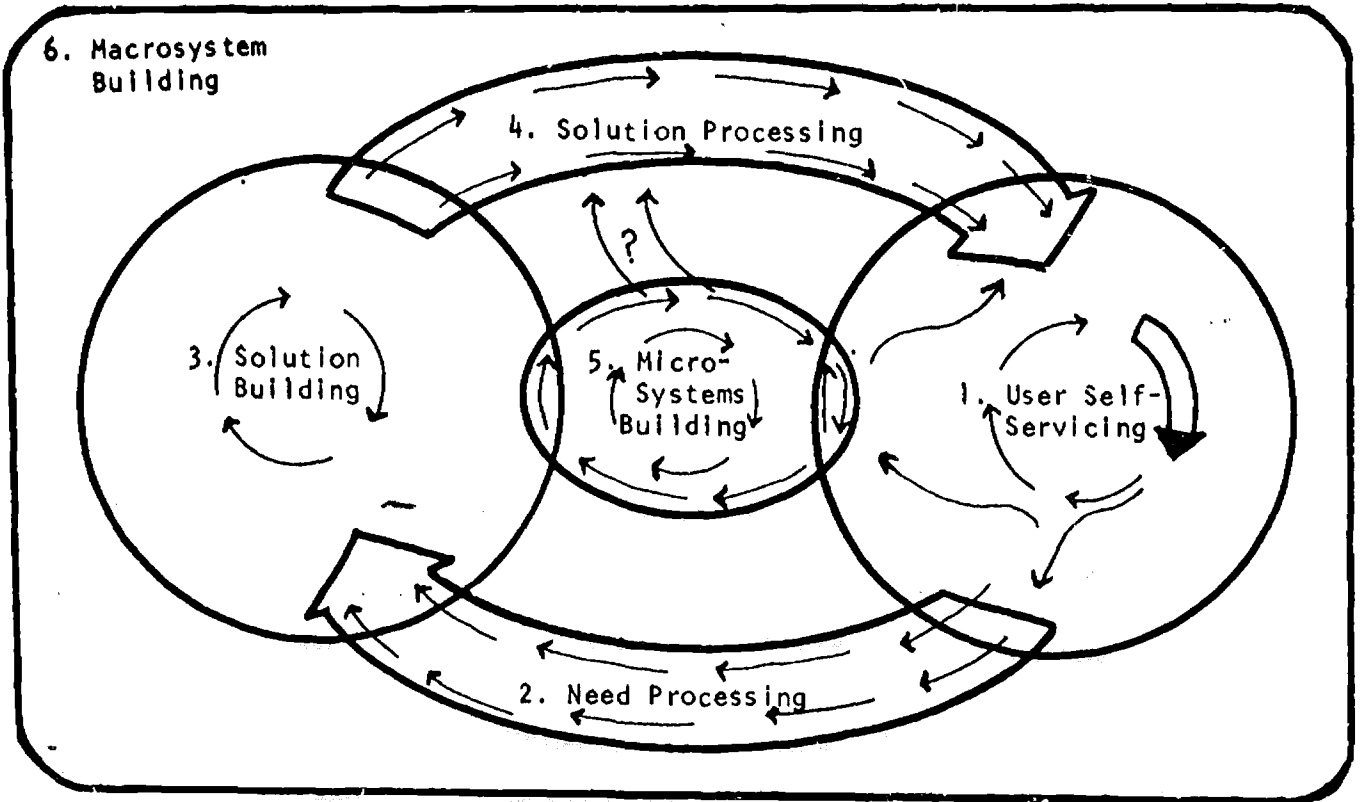 6. Macrosystem
Building
4. Solution Processing
?
3. Solution
Building
5. Micro-
Systems
Building
1. User Self-
Servicing
2. Need Processing